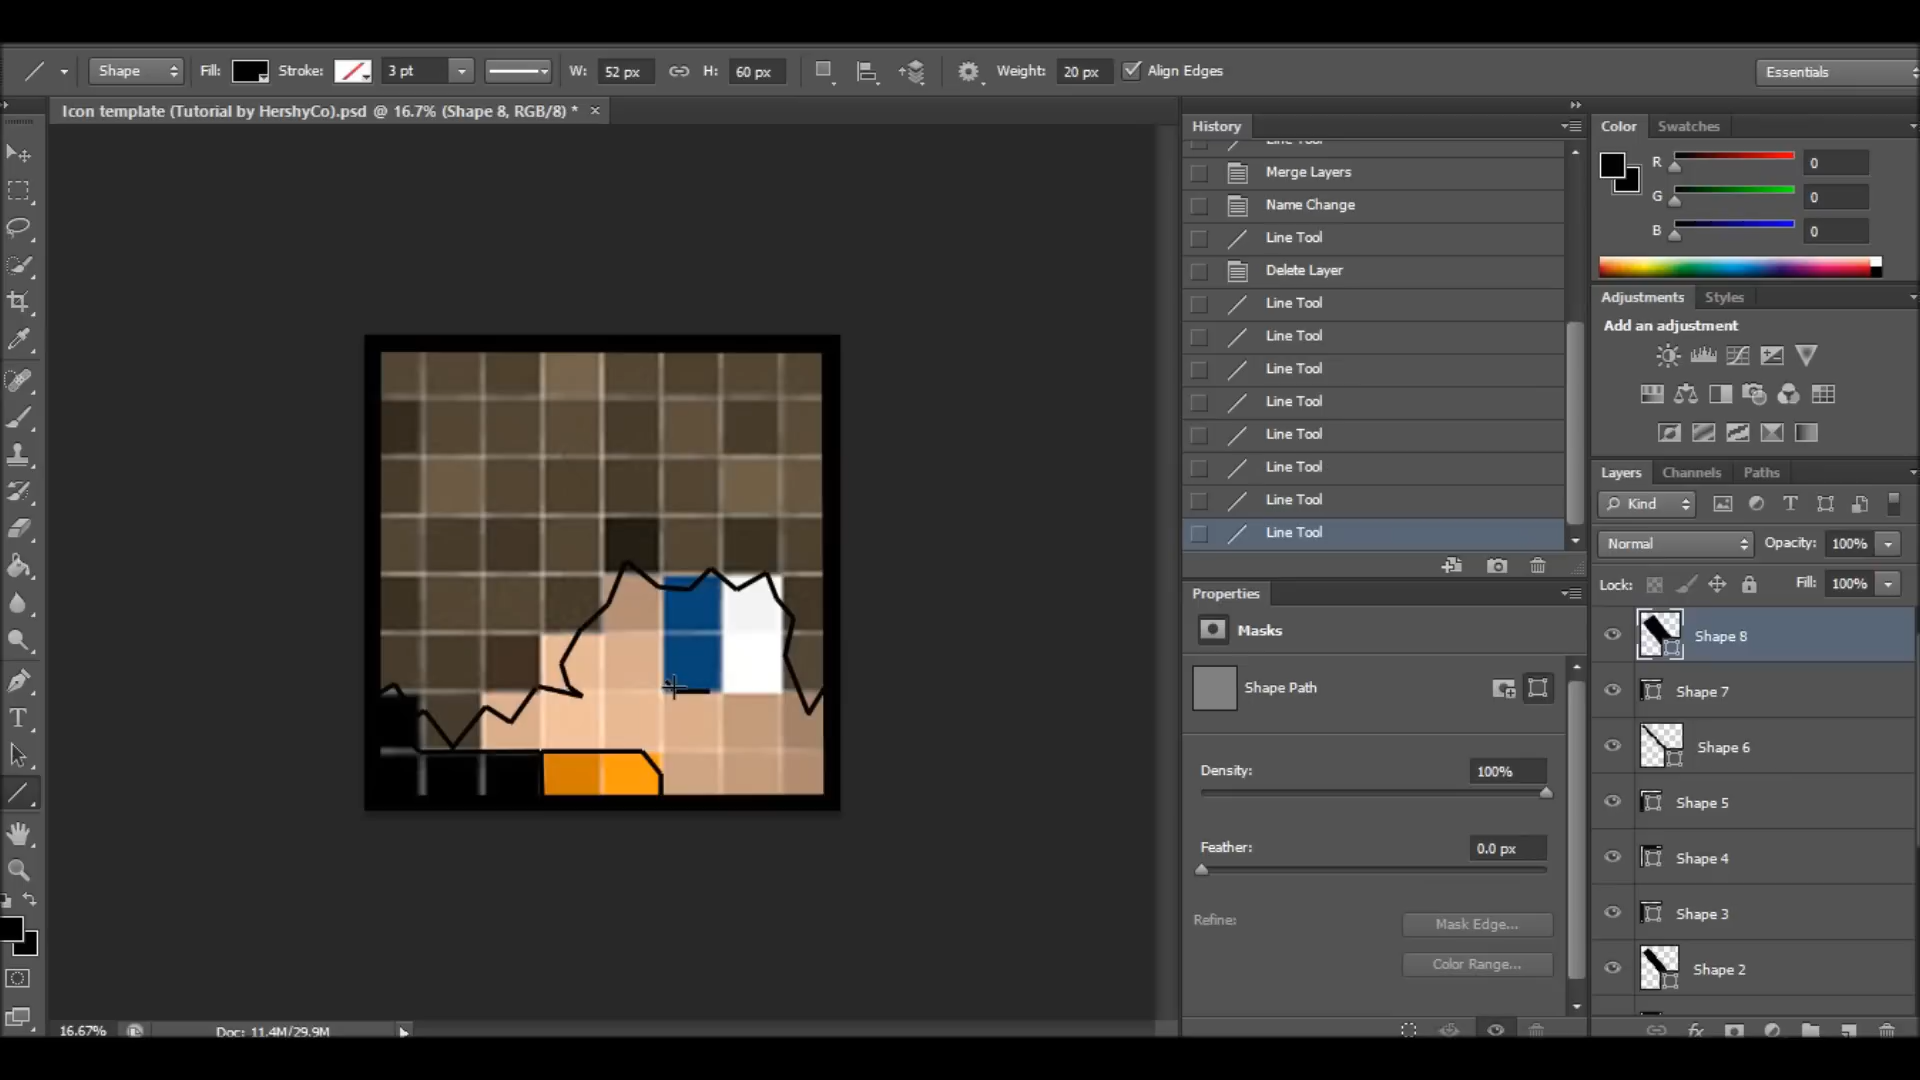 Shape Fill: Stroke: 3 pt W: 52 px H: 60 px Weight: 20 px Align Edges Essentials
Icon template (Tutorial by HershyCo).psd @ 16.7% (Shape 8, RGB/8) * ×
History
Line Tool
Merge Layers
Name Change
Line Tool
Delete Layer
Line Tool
Line Tool
Line Tool
Line Tool
Line Tool
Line Tool
Line Tool
Line Tool
Properties
Masks
Shape Path
Density: 100%
Feather: 0.0 px
Refine: Mask Edge...
Color Range...
Color Swatches
R 0
G 0
B 0
Adjustments Styles
Add an adjustment
Layers Channels Paths
Kind T
Normal Opacity: 100%
Lock: Fill: 100%
Shape 8
Shape 7
Shape 6
Shape 5
Shape 4
Shape 3
Shape 2
fx
T
16.67% Doc: 11.4M/29.9M